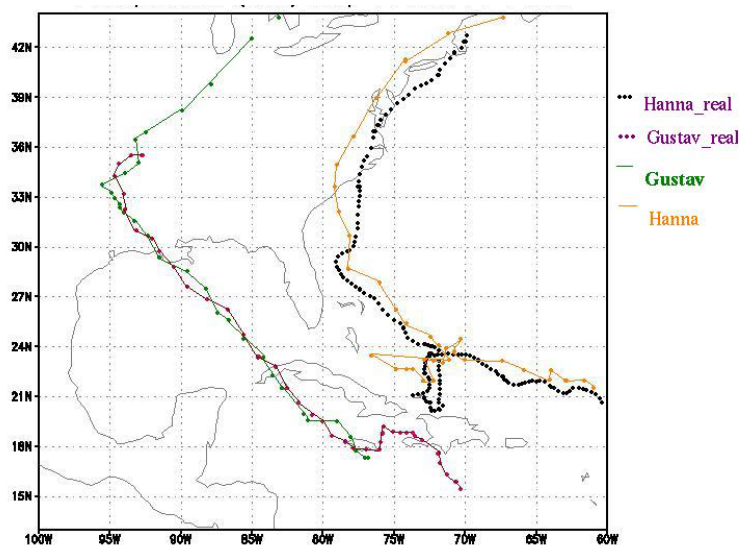 42N
39N
36N
33N
30N
27N
24N
21N
18N
15N
100W 95W 90W 85W 80W 75W 70W 65W 60W
Hanna_real
Gustav_real
Gustav
Hanna